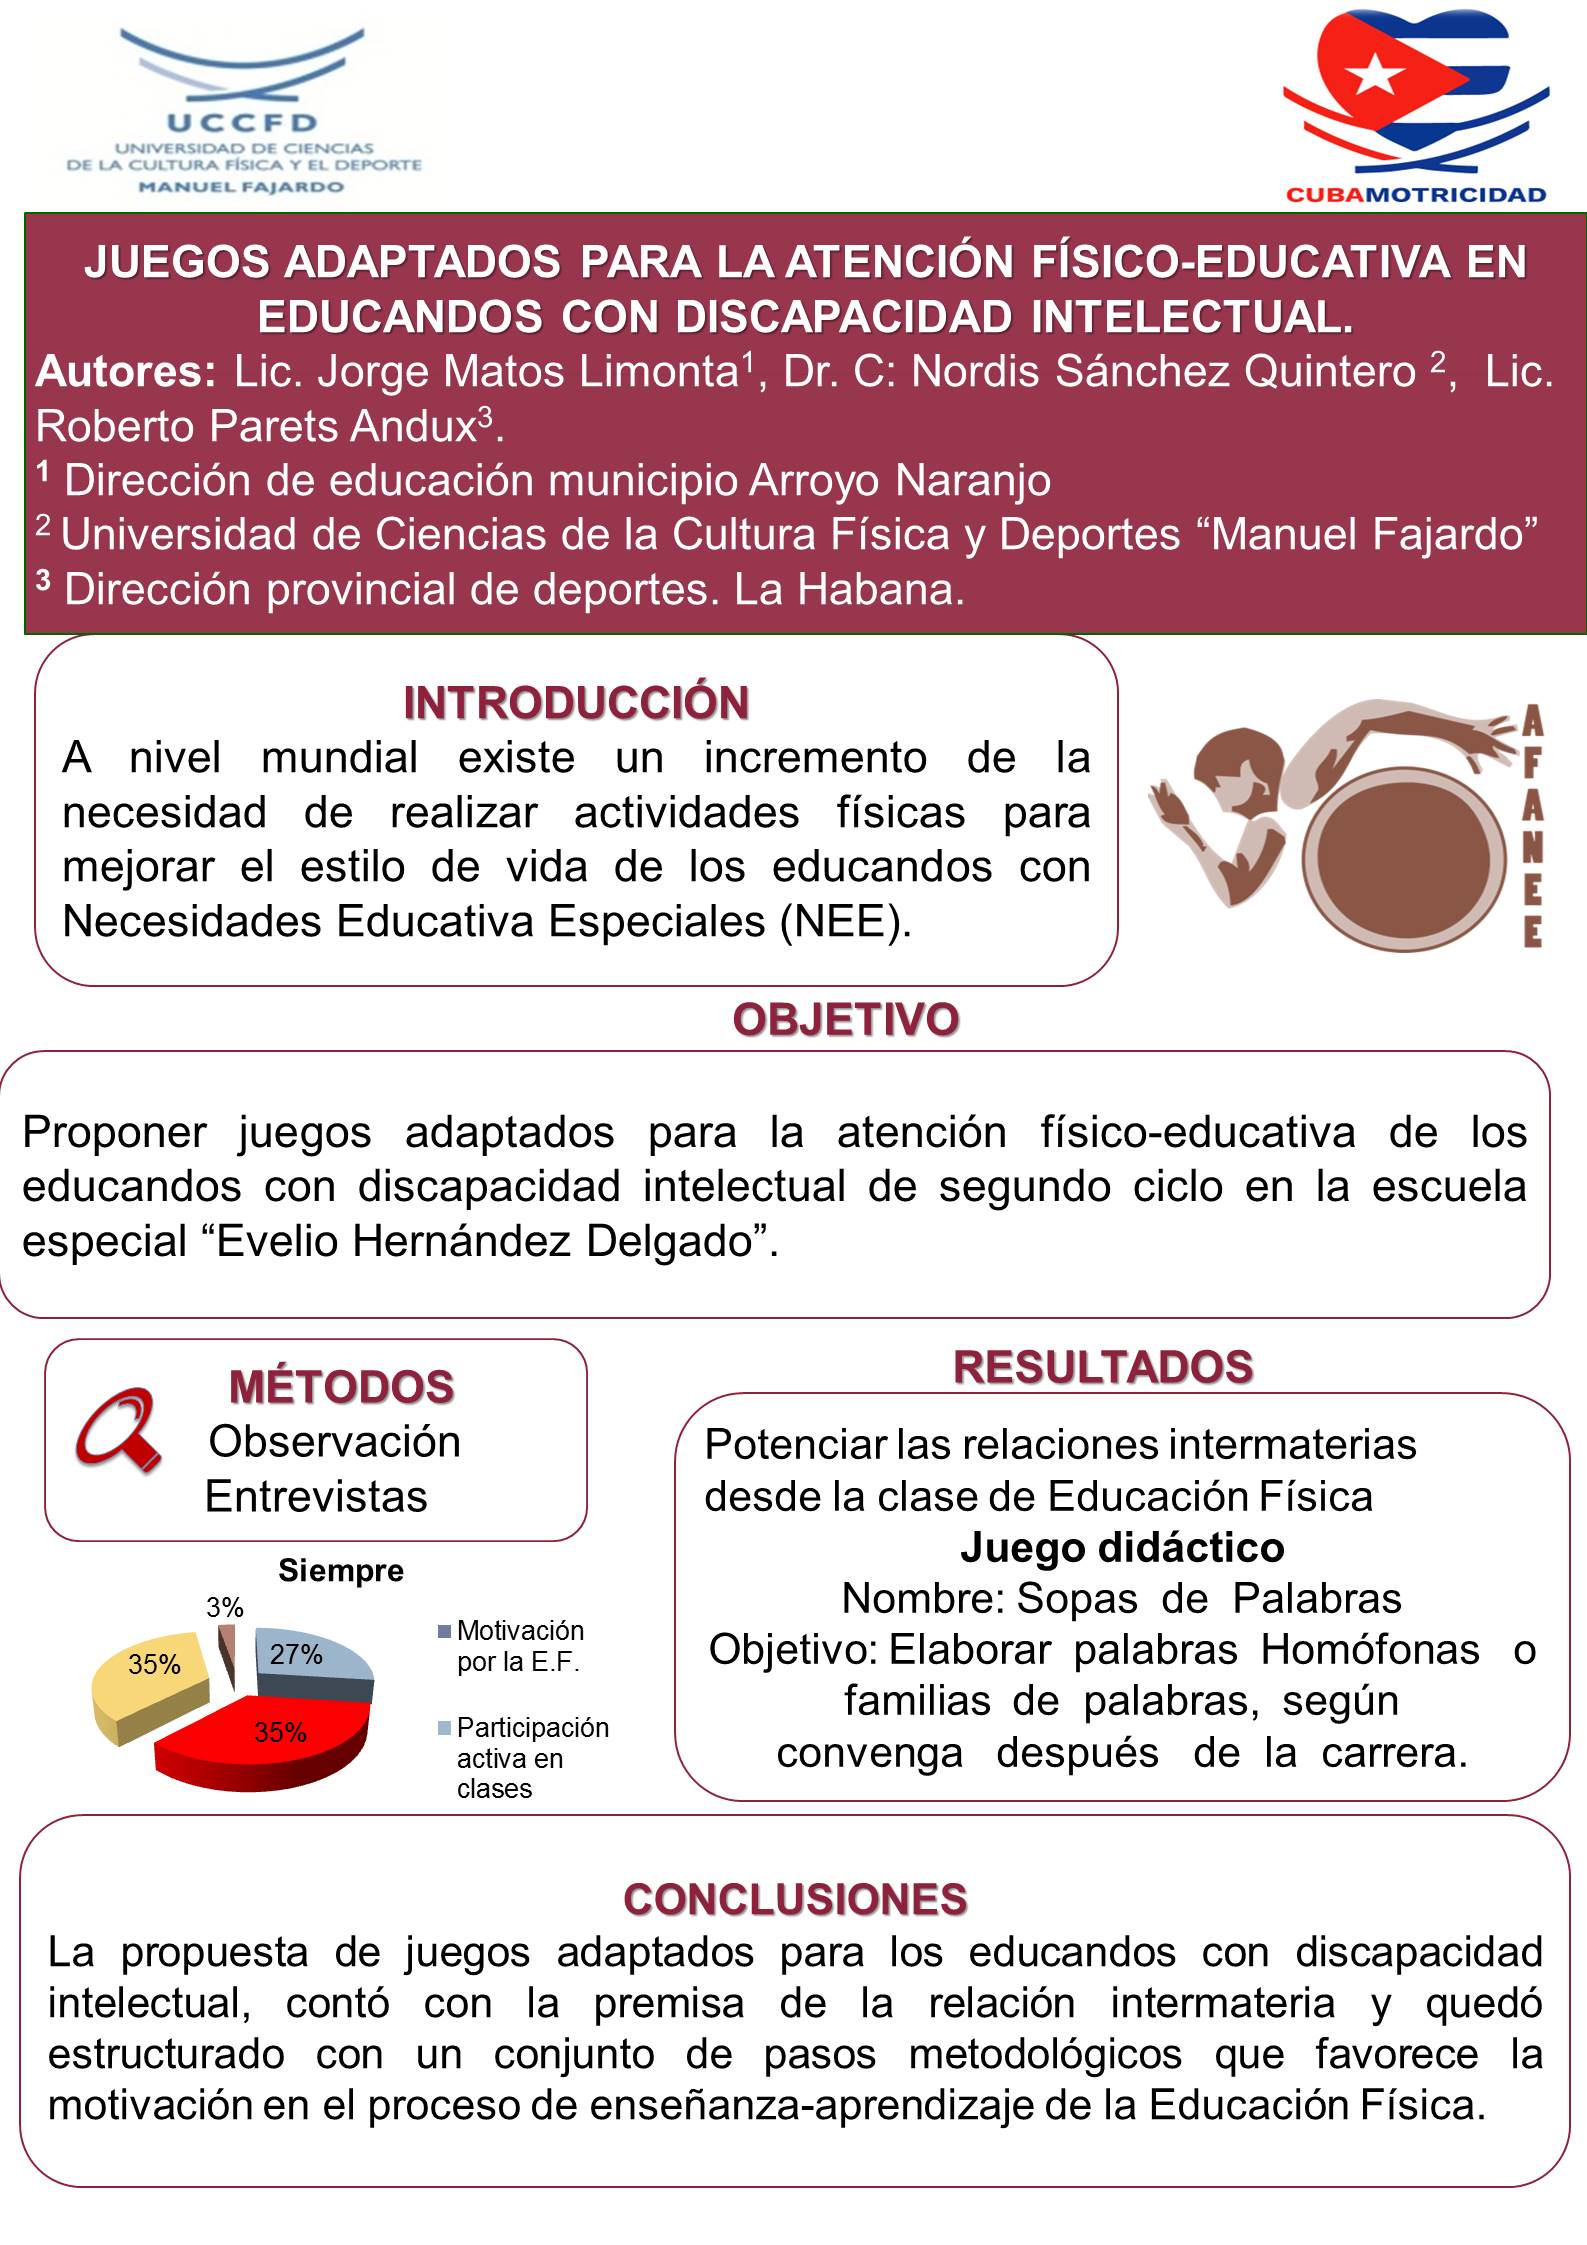 UCCFD
UNIVERSIDAD DE CIENCIAS
DE LA CULTURA FÍSICA Y EL DEPORTE
MANUEL FAJARDO
CUBAMOTRICIDAD
JUEGOS ADAPTADOS PARA LA ATENCIÓN FÍSICO-EDUCATIVA EN
EDUCANDOS CON DISCAPACIDAD INTELECTUAL.
Autores: Lic. Jorge Matos Limonta1, Dr. C: Nordis Sánchez Quintero 2, Lic.
Roberto Parets Andux3.
1 Dirección de educación municipio Arroyo Naranjo
2 Universidad de Ciencias de la Cultura Física y Deportes “Manuel Fajardo”
3 Dirección provincial de deportes. La Habana.
INTRODUCCIÓN
A nivel mundial existe un incremento de la
necesidad de realizar actividades físicas para
mejorar el estilo de vida de los educandos con
Necesidades Educativa Especiales (NEE).
AFANEE
OBJETIVO
Proponer juegos adaptados para la atención físico-educativa de los
educandos con discapacidad intelectual de segundo ciclo en la escuela
especial “Evelio Hernández Delgado”.
MÉTODOS
Observación
Entrevistas
Siempre
3%
27%
35%
35%
Motivación
por la E.F.
Participación
activa en
clases
RESULTADOS
Potenciar las relaciones intermaterias
desde la clase de Educación Física
Juego didáctico
Nombre: Sopas de Palabras
Objetivo: Elaborar palabras Homófonas o
familias de palabras, según
convenga después de la carrera.
CONCLUSIONES
La propuesta de juegos adaptados para los educandos con discapacidad
intelectual, contó con la premisa de la relación intermateria y quedó
estructurado con un conjunto de pasos metodológicos que favorece la
motivación en el proceso de enseñanza-aprendizaje de la Educación Física.